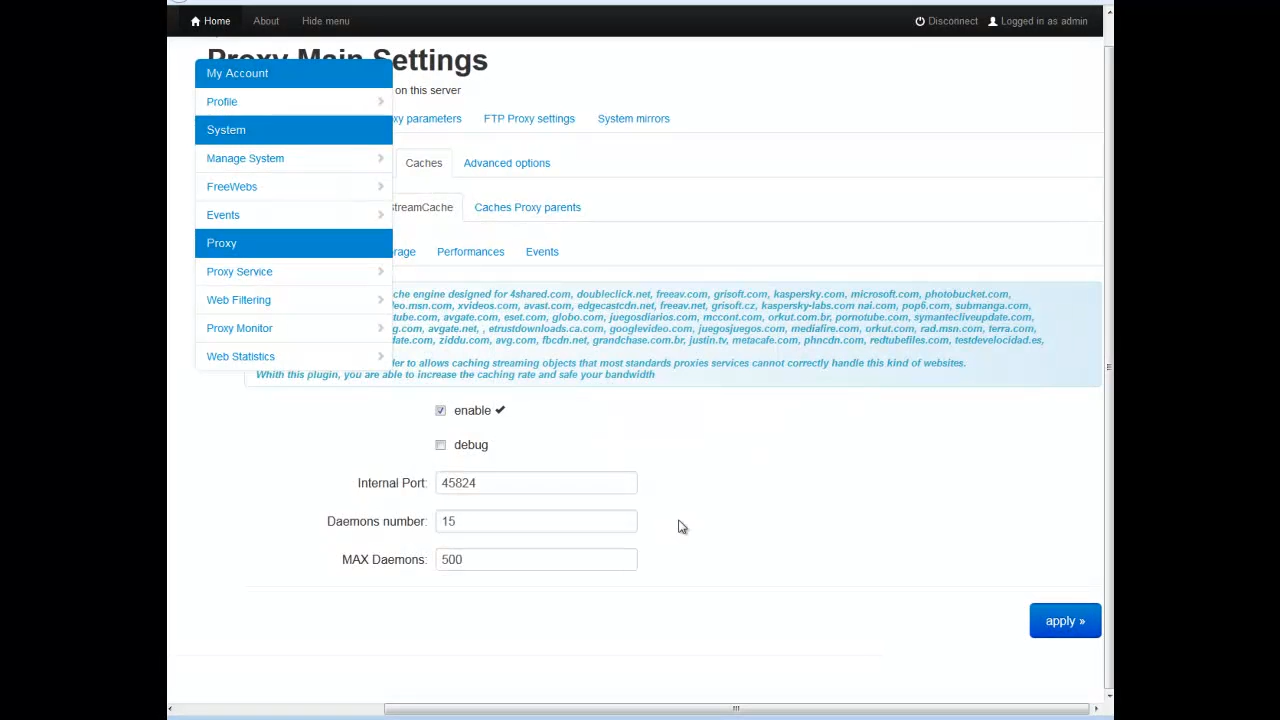 Home About Hide menu Disconnect Logged in as admin
Proxy Main Settings
My Account
on this server
Profile
parameters FTP Proxy settings System mirrors
System
Manage System
Caches Advanced options
FreeWebs
Events
StreamCache Caches Proxy parents
Proxy
Performances Events
Proxy Service
che engine designed for 4shared.com, doubleclick.net, freeav.com, grisoft.com, kaspersky.com, microsoft.com, photobucket.com,
Web Filtering
eo.msn.com, xvideos.com, avast.com, edgecastcdn.net, freeav.net, grisoft.cz, kaspersky-labs.com nai.com, pop6.com, submanga.com,
tube.com, avgate.com, eset.com, globo.com, juegosdiarios.com, mccont.com, orkut.com.br, pornotube.com, symantecliveupdate.com,
Proxy Monitor
g.com, avgate.net, , etrustdownloads.ca.com, googlevideo.com, juegosjuegos.com, mediafire.com, orkut.com, rad.msn.com, terra.com,
date.com, ziddu.com, avg.com, fbcdn.net, grandchase.com.br, justin.tv, metacafe.com, phncdn.com, redtubefiles.com, testdevelocidad.es,
Web Statistics
der to allows caching streaming objects that most standards proxies services cannot correctly handle this kind of websites.
Whith this plugin, you are able to increase the caching rate and safe your bandwidth
enable
debug
Internal Port: 45824
Daemons number: 15
MAX Daemons: 500
apply »